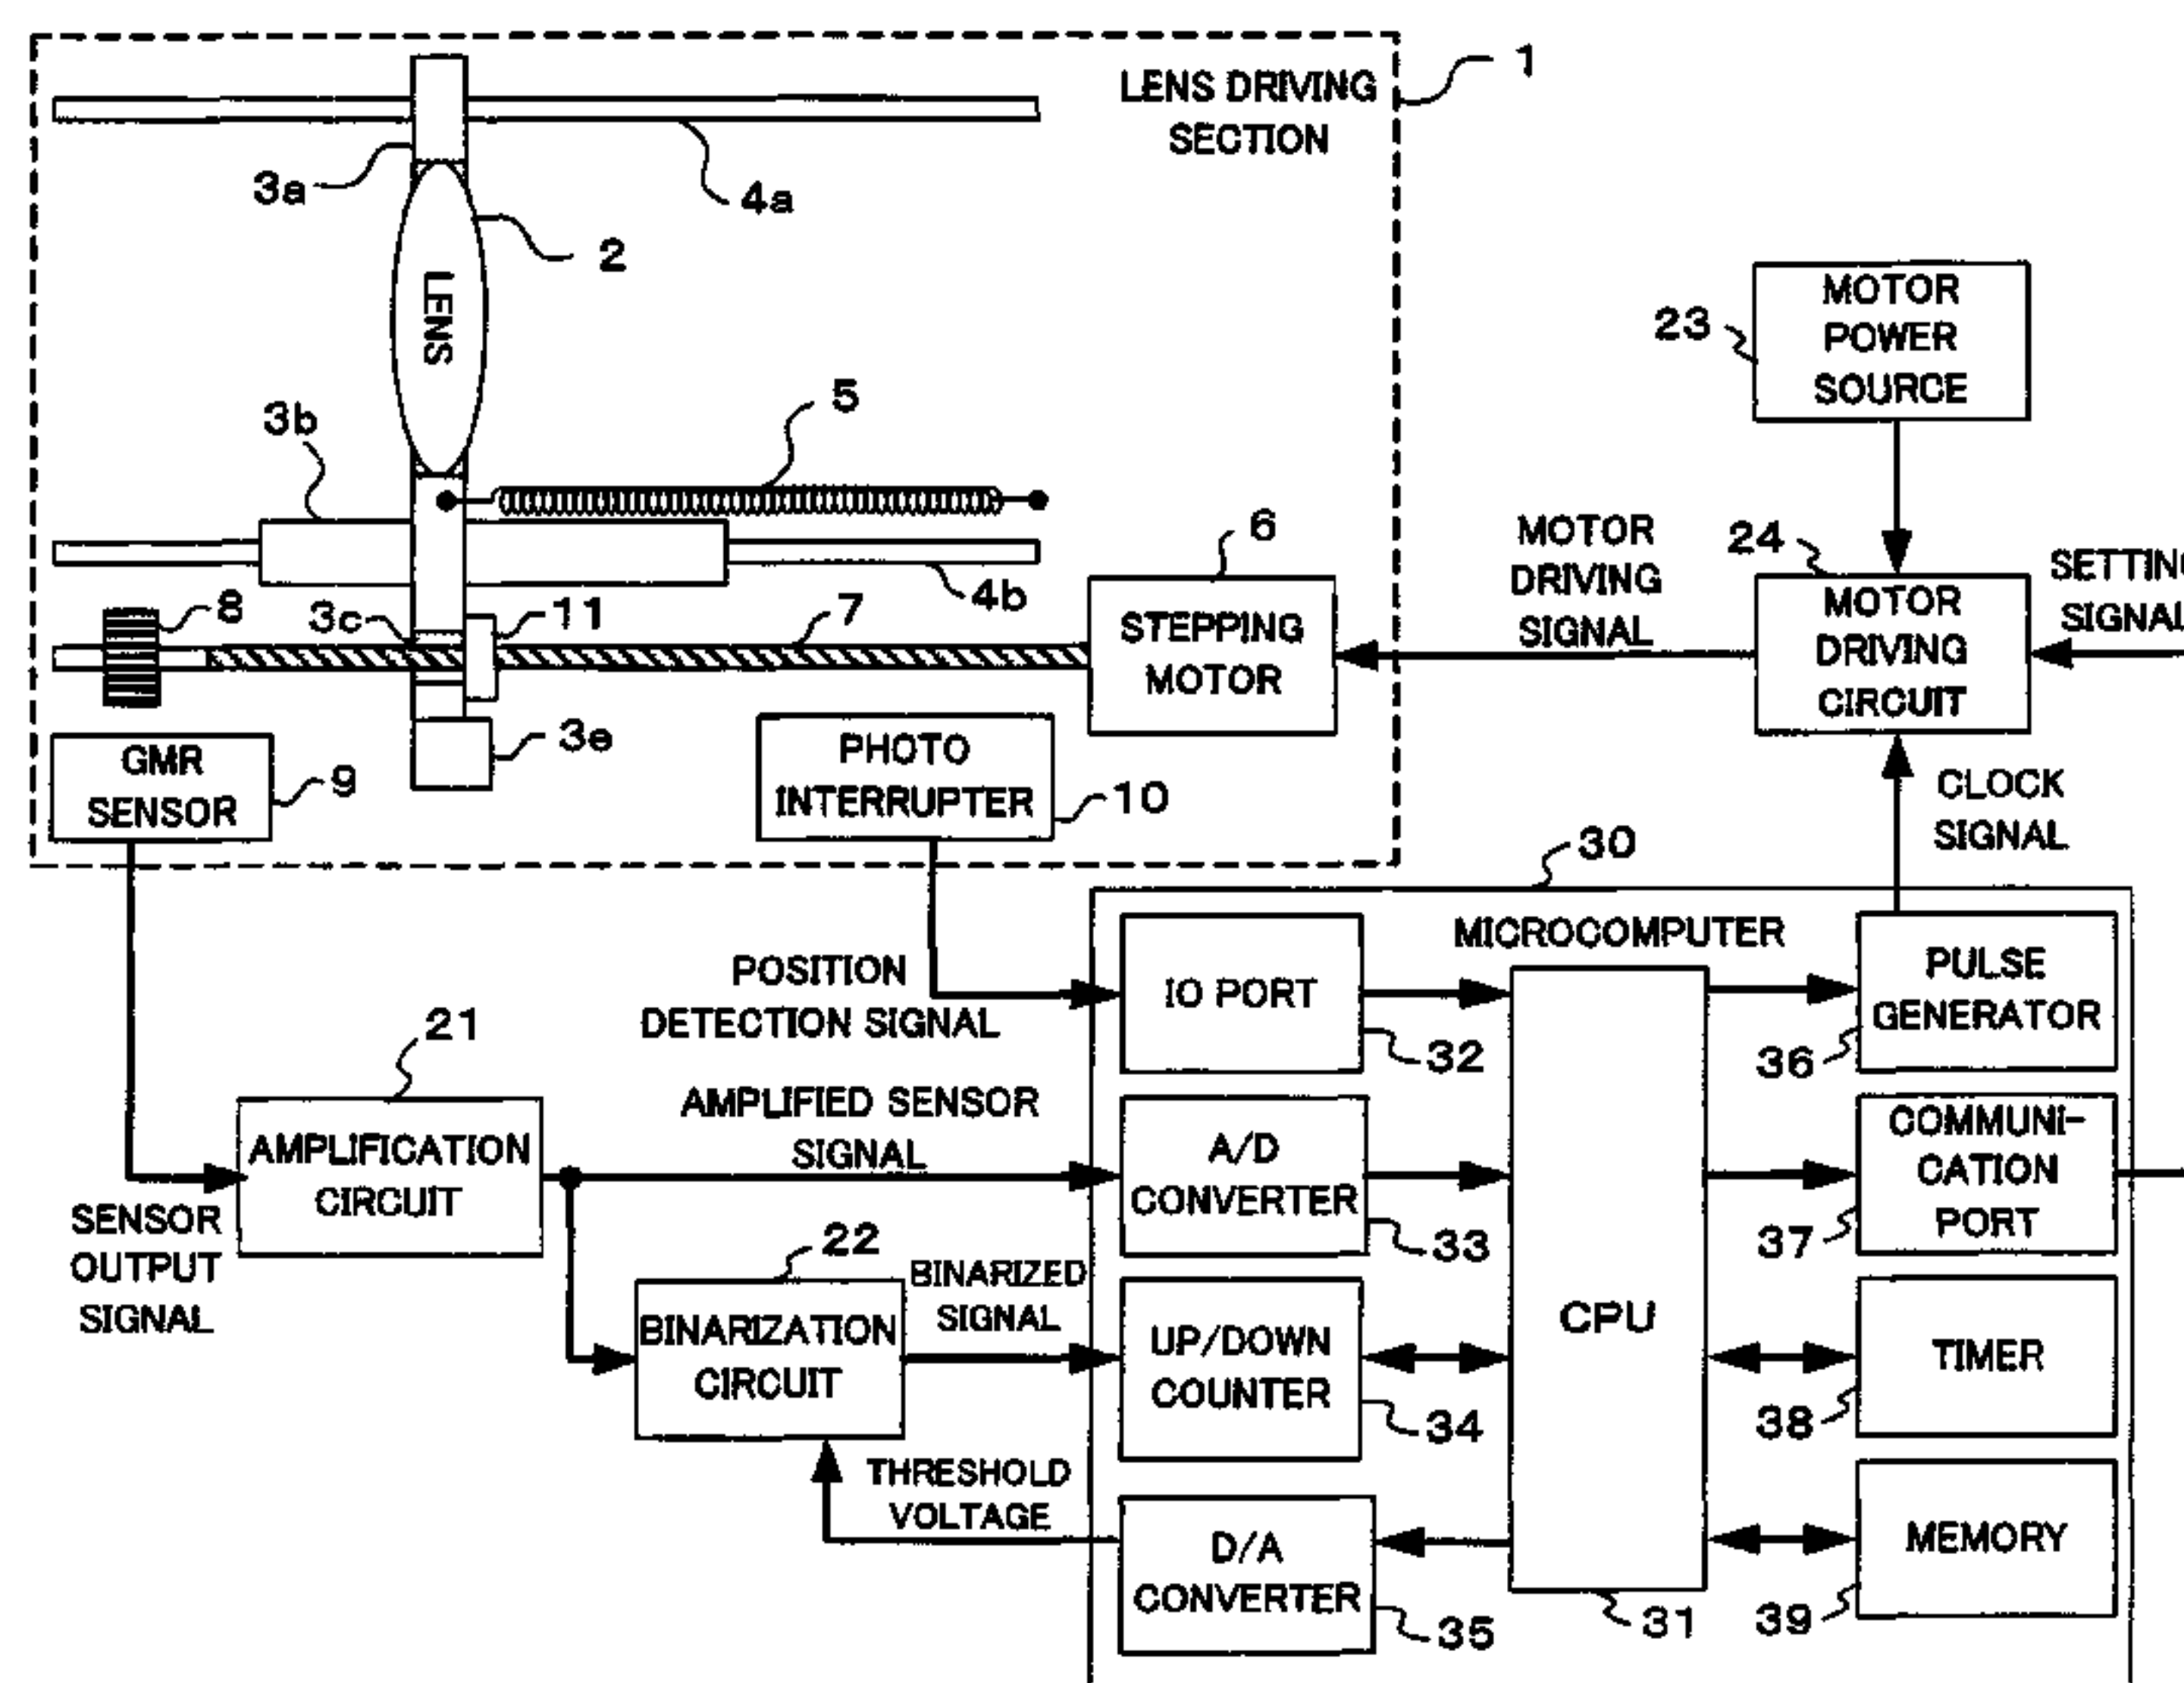 LENS DRIVING
SECTION
1
3a
4a
2
LENS
MOTOR
POWER
SOURCE
23
5
3b
6
MOTOR
DRIVING
SIGNAL
24
MOTOR
DRIVING
CIRCUIT
SETTING
SIGNAL
8
3c
11
7
4b
STEPPING
MOTOR
3e
GMR
SENSOR
9
PHOTO
INTERRUPTER
10
CLOCK
SIGNAL
30
MICROCOMPUTER
POSITION
DETECTION SIGNAL
IO PORT
32
PULSE
GENERATOR
36
21
AMPLIFICATION
CIRCUIT
AMPLIFIED SENSOR
SIGNAL
A/D
CONVERTER
33
COMMUNI-
CATION
PORT
37
SENSOR
OUTPUT
SIGNAL
22
BINARIZATION
CIRCUIT
BINARIZED
SIGNAL
UP/DOWN
COUNTER
34
CPU
31
TIMER
38
THRESHOLD
VOLTAGE
D/A
CONVERTER
35
MEMORY
39